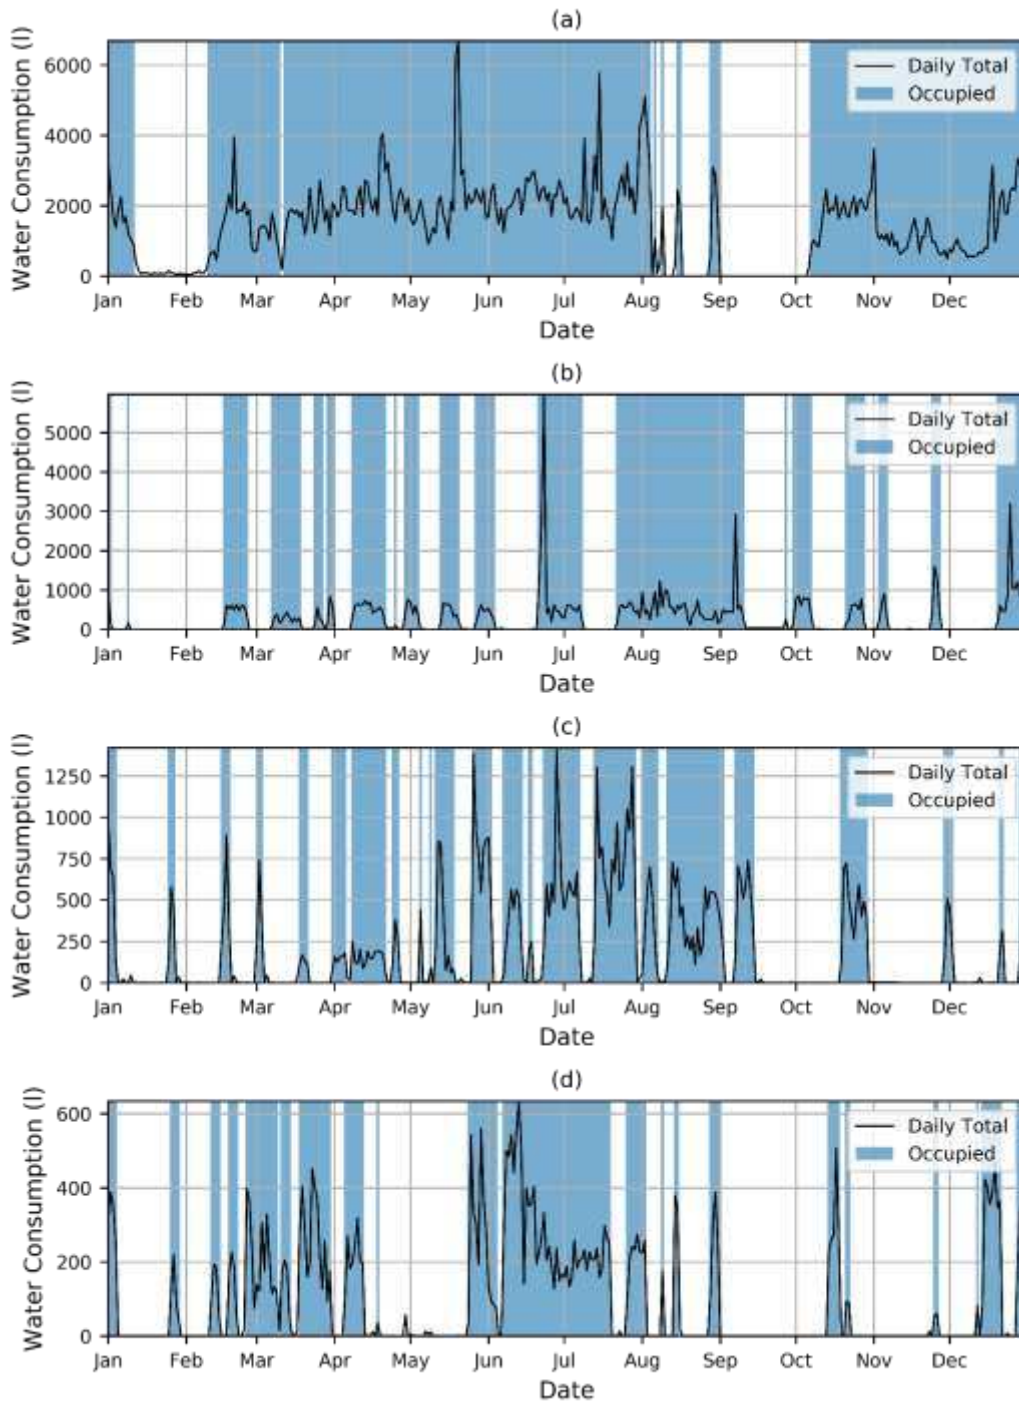 (a)
Water Consumption (l)
6000
4000
2000
0
Daily Total
Occupied
Jan Feb Mar Apr May Jun Jul Aug Sep Oct Nov Dec
Date
(b)
Water Consumption (l)
5000
4000
3000
2000
1000
0
Daily Total
Occupied
Jan Feb Mar Apr May Jun Jul Aug Sep Oct Nov Dec
Date
(c)
Water Consumption (l)
1250
1000
750
500
250
0
Daily Total
Occupied
Jan Feb Mar Apr May Jun Jul Aug Sep Oct Nov Dec
Date
(d)
Water Consumption (l)
600
400
200
0
Daily Total
Occupied
Jan Feb Mar Apr May Jun Jul Aug Sep Oct Nov Dec
Date